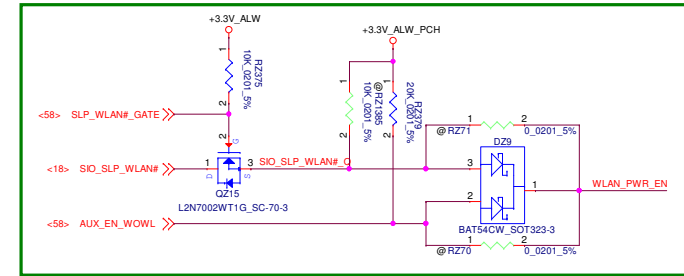 +3.3V_ALW
+3.3V_ALW_PCH
1
RZ375
10K_0201_5%
2
1
@RZ1385
10K_0201_5%
2
1
RZ379
20K_0201_5%
2
<58> SLP_WLAN#_GATE
2
G
1
@RZ71
2
0_0201_5%
DZ9
<18> SIO_SLP_WLAN#
1
D
S
3
SIO_SLP_WLAN#_Q
3
QZ15
L2N7002WT1G_SC-70-3
2
1
WLAN_PWR_EN
<58> AUX_EN_WOWL
BAT54CW_SOT323-3
1
@RZ70
2
0_0201_5%